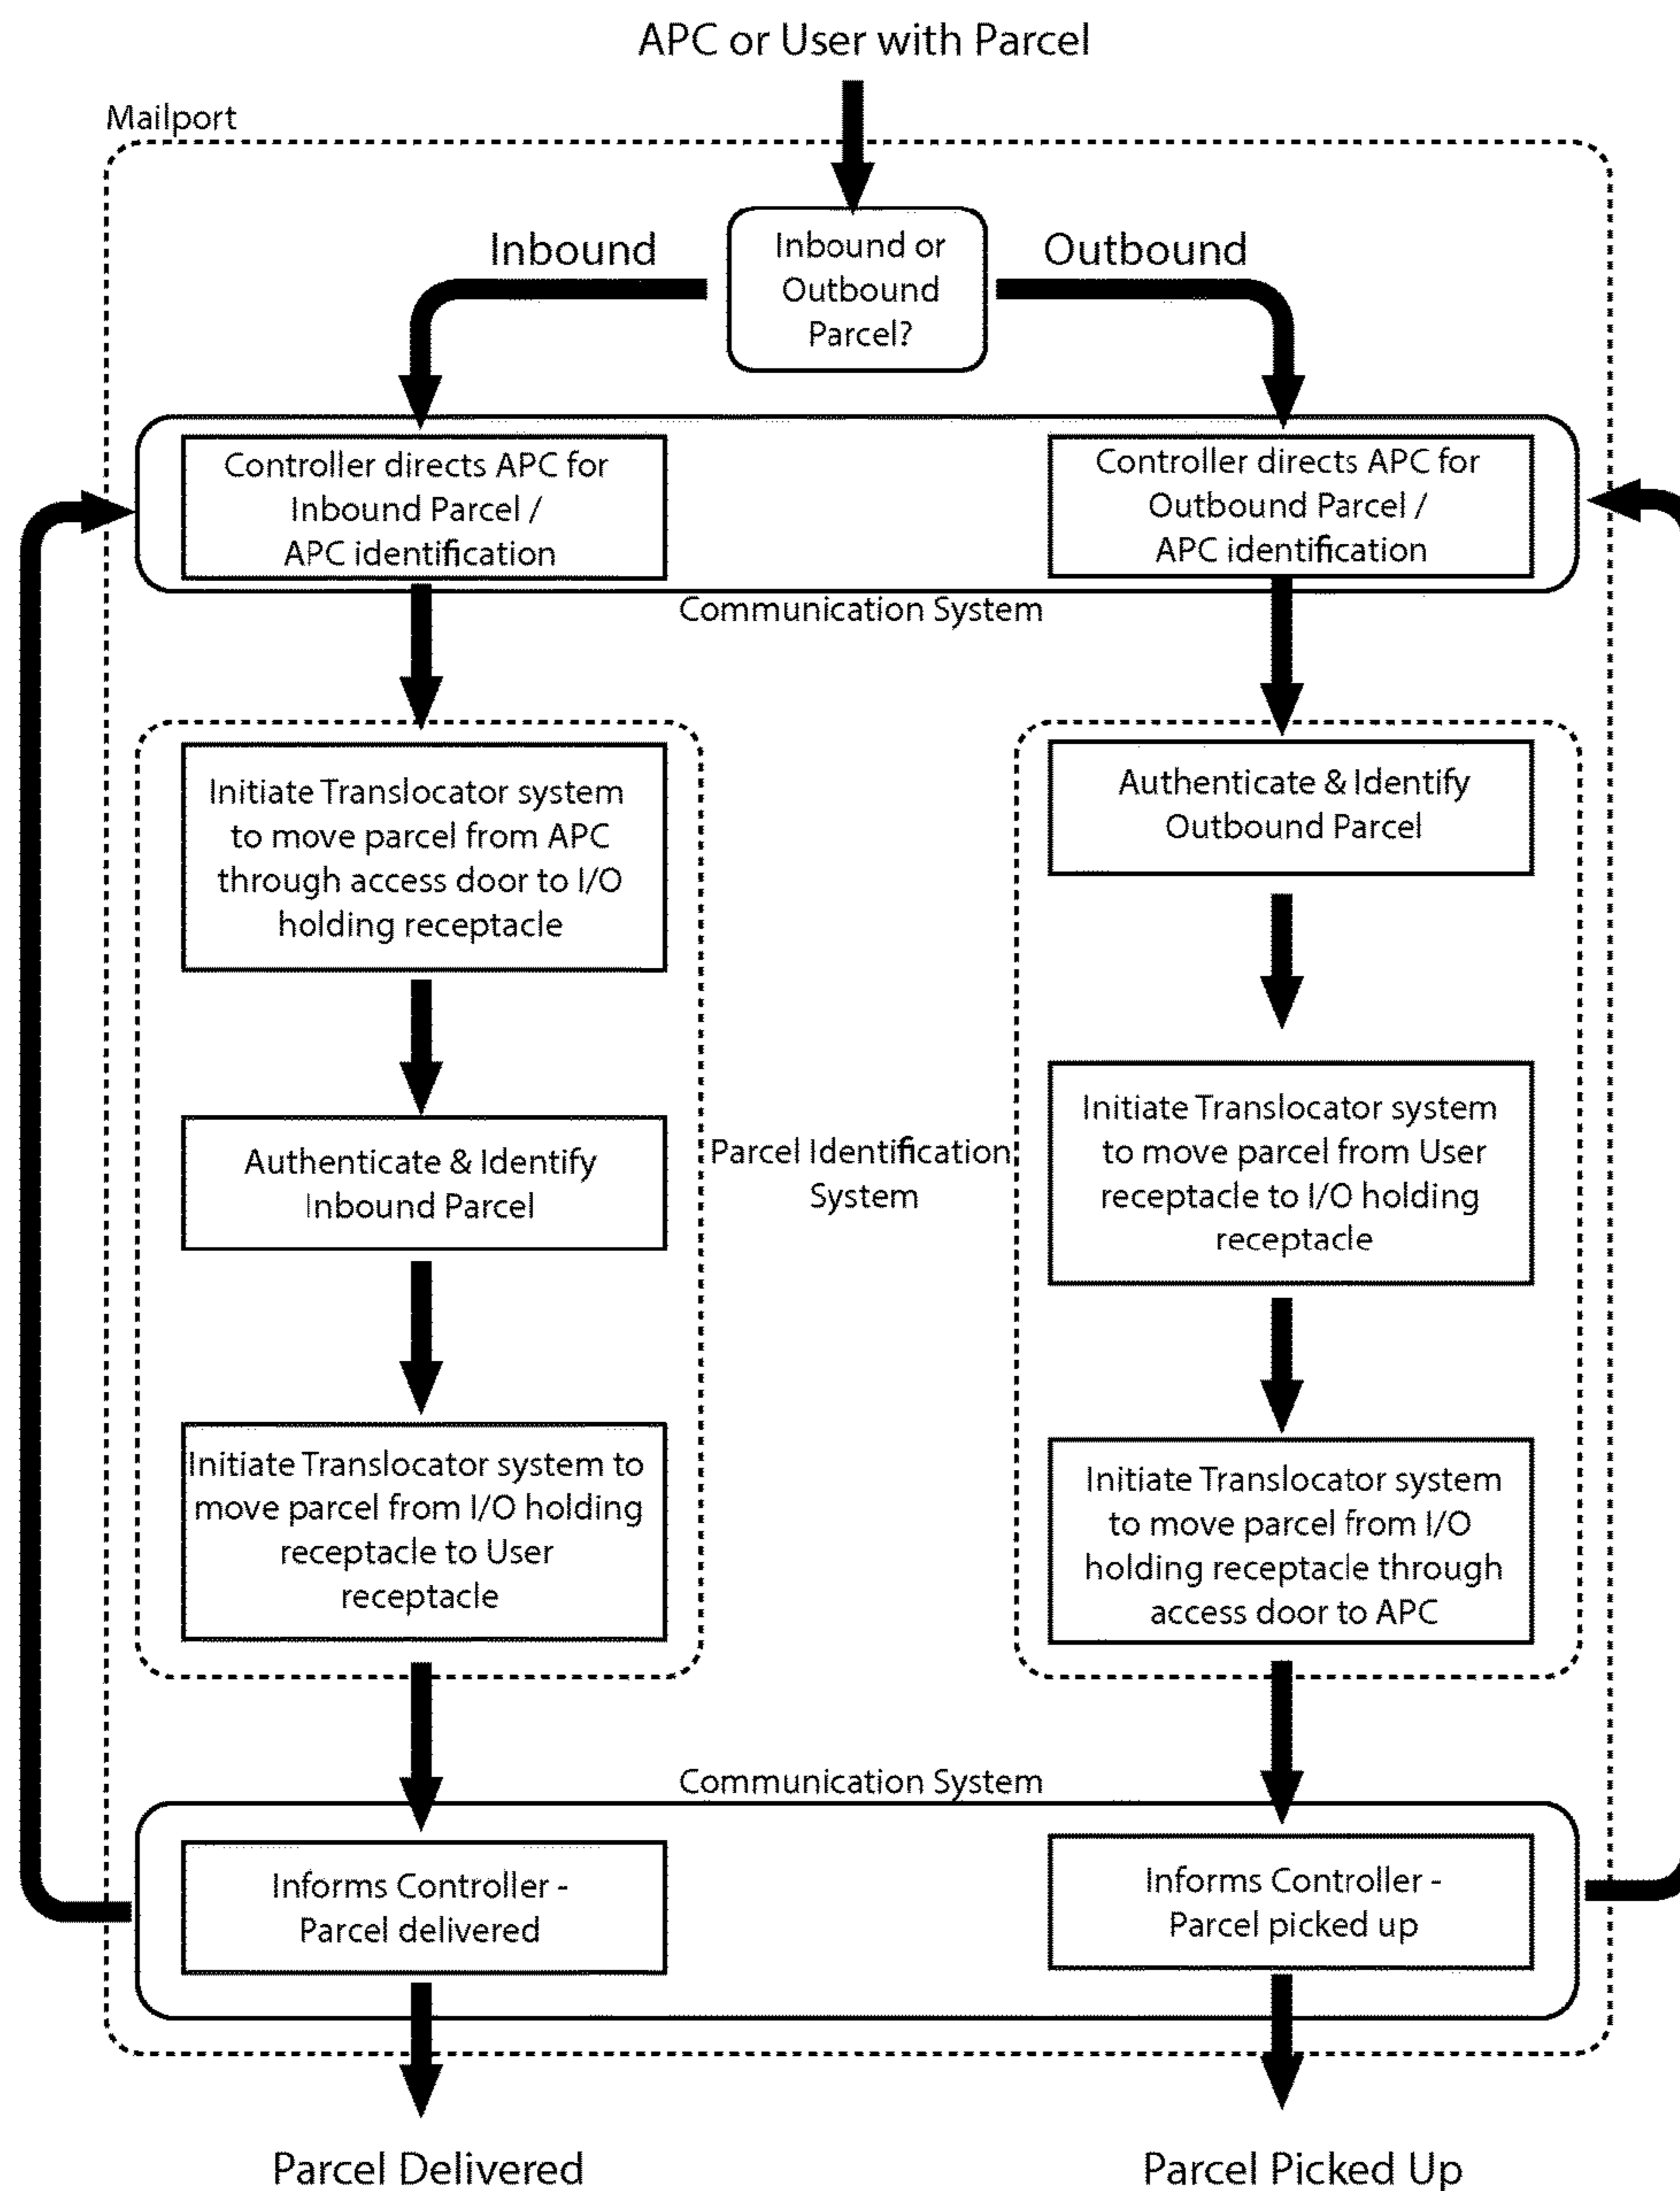 APC or User with Parcel
Mailport
Inbound
Inbound or
Outbound
Parcel?
Outbound
Controller directs APC for
Inbound Parcel /
APC identification
Controller directs APC for
Outbound Parcel /
APC identification
Communication System
Initiate Translocator system
to move parcel from APC
through access door to I/O
holding receptacle
Authenticate & Identify
Inbound Parcel
Initiate Translocator system to
move parcel from I/O holding
receptacle to User
receptacle
Parcel Identification
System
Authenticate & Identify
Outbound Parcel
Initiate Translocator system
to move parcel from User
receptacle to I/O holding
receptacle
Initiate Translocator system
to move parcel from I/O
holding receptacle through
access door to APC
Communication System
Informs Controller -
Parcel delivered
Informs Controller -
Parcel picked up
Parcel Delivered
Parcel Picked Up